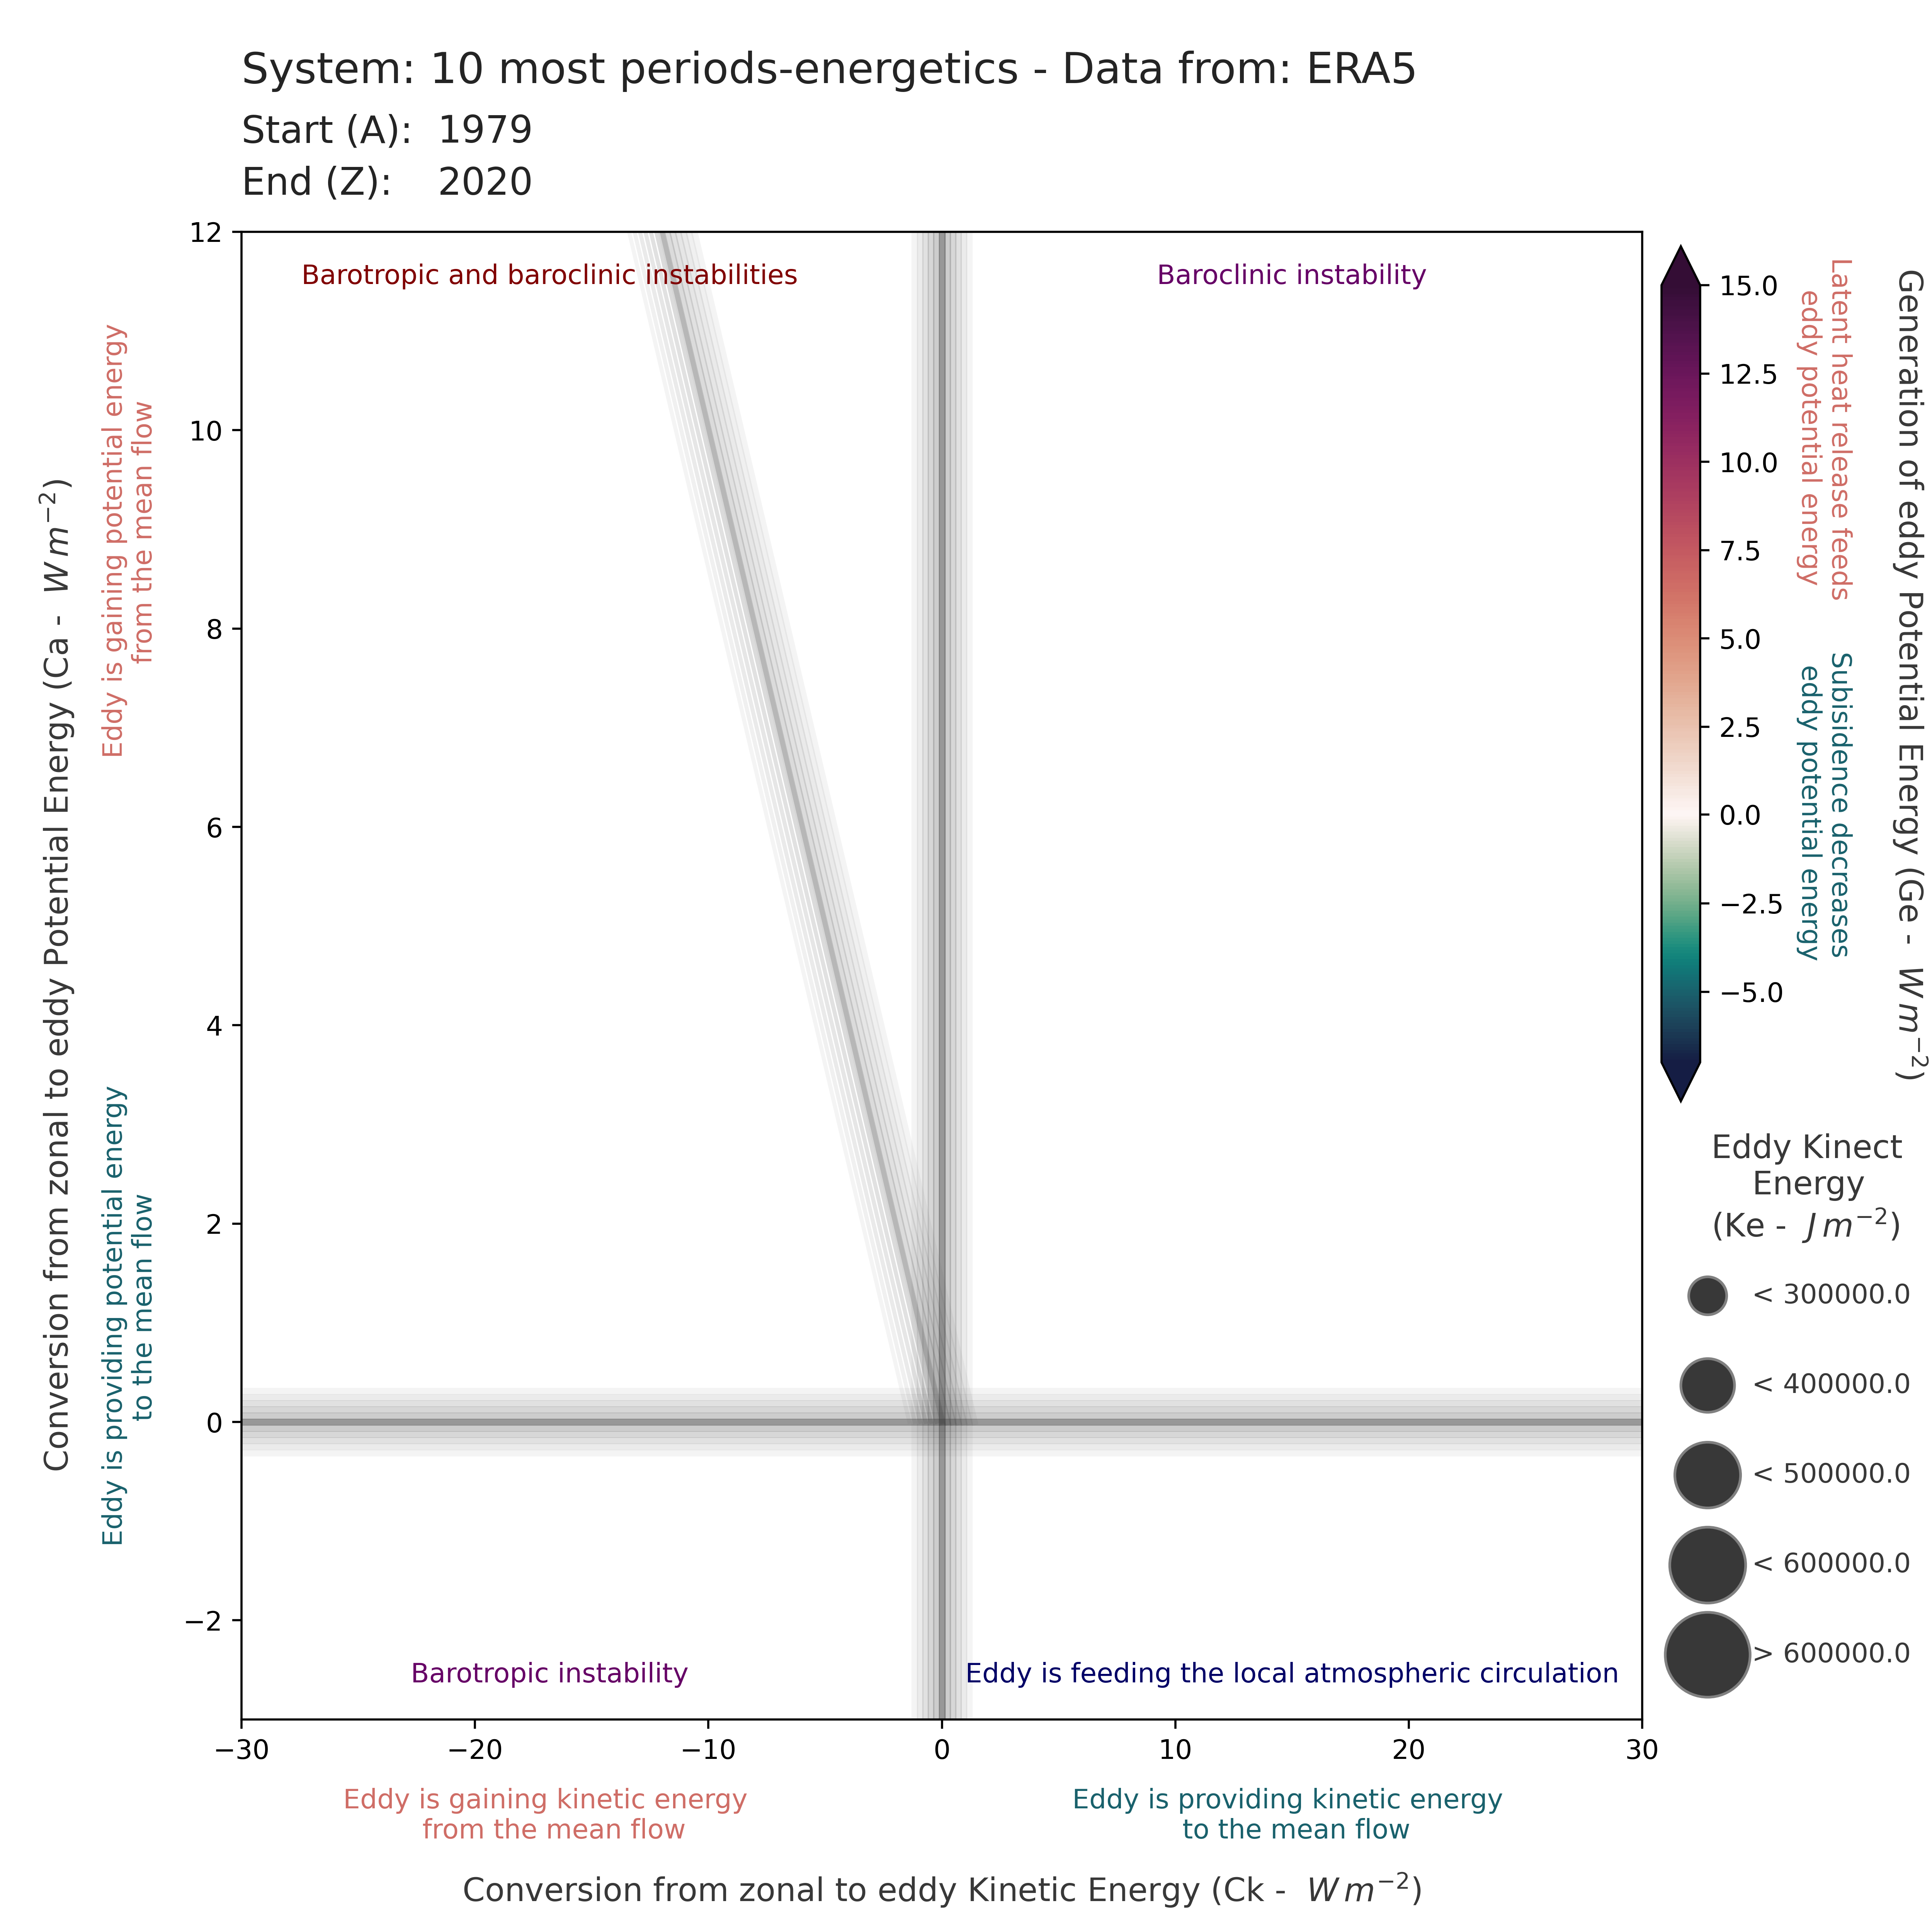 System: 10 most periods-energetics - Data from: ERA5
Start (A): 1979
End (Z): 2020
Conversion from zonal to eddy Potential Energy (Ca - W m⁻²)
Eddy is gaining potential energy
from the mean flow
Eddy is providing potential energy
to the mean flow
12
10
8
6
4
2
0
−2
Barotropic and baroclinic instabilities
Baroclinic instability
Barotropic instability
Eddy is feeding the local atmospheric circulation
−30
−20
−10
0
10
20
30
Eddy is gaining kinetic energy
from the mean flow
Eddy is providing kinetic energy
to the mean flow
Conversion from zonal to eddy Kinetic Energy (Ck - W m⁻²)
15.0
12.5
10.0
7.5
5.0
2.5
0.0
−2.5
−5.0
Latent heat release feeds
eddy potential energy
Subisidence decreases
eddy potential energy
Generation of eddy Potential Energy (Ge - W m⁻²)
Eddy Kinect
Energy
(Ke - J m⁻²)
< 300000.0
< 400000.0
< 500000.0
< 600000.0
> 600000.0